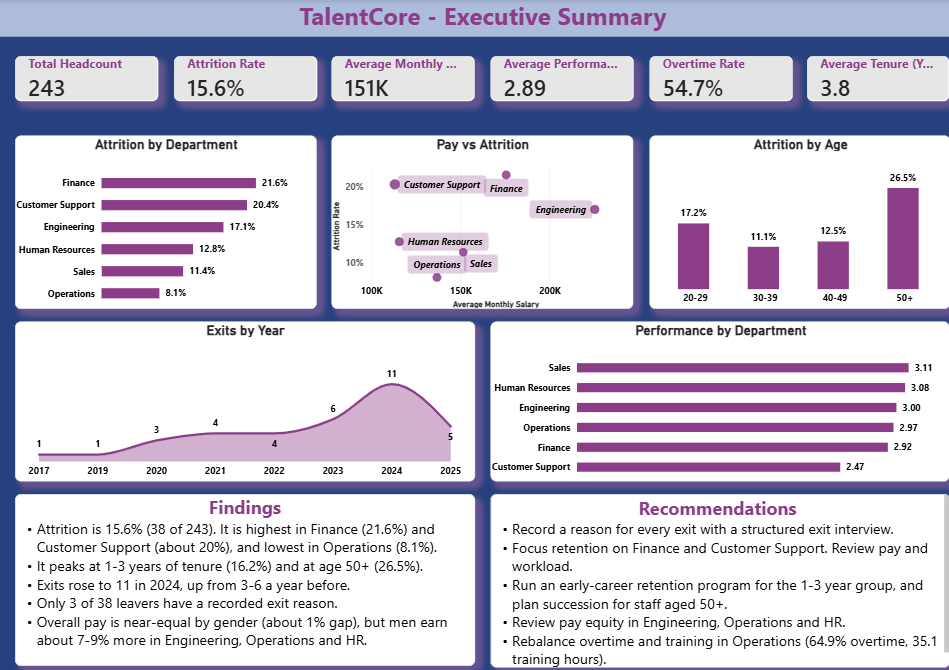 TalentCore - Executive Summary
Total Headcount
243
Attrition Rate
15.6%
Average Monthly ...
151K
Average Performa...
2.89
Overtime Rate
54.7%
Average Tenure (Y...
3.8
Attrition by Department
Finance 21.6%
Customer Support 20.4%
Engineering 17.1%
Human Resources 12.8%
Sales 11.4%
Operations 8.1%
Pay vs Attrition
Attrition Rate
20%
15%
10%
Customer Support
Finance
Engineering
Human Resources
Operations
Sales
100K 150K 200K
Average Monthly Salary
Attrition by Age
17.2% 11.1% 12.5% 26.5%
20-29 30-39 40-49 50+
Exits by Year
1 1 3 4 4 6 11 5
2017 2019 2020 2021 2022 2023 2024 2025
Performance by Department
Sales 3.11
Human Resources 3.08
Engineering 3.00
Operations 2.97
Finance 2.92
Customer Support 2.47
Findings
• Attrition is 15.6% (38 of 243). It is highest in Finance (21.6%) and
Customer Support (about 20%), and lowest in Operations (8.1%).
• It peaks at 1-3 years of tenure (16.2%) and at age 50+ (26.5%).
• Exits rose to 11 in 2024, up from 3-6 a year before.
• Only 3 of 38 leavers have a recorded exit reason.
• Overall pay is near-equal by gender (about 1% gap), but men earn
about 7-9% more in Engineering, Operations and HR.
Recommendations
• Record a reason for every exit with a structured exit interview.
• Focus retention on Finance and Customer Support. Review pay and
workload.
• Run an early-career retention program for the 1-3 year group, and
plan succession for staff aged 50+.
• Review pay equity in Engineering, Operations and HR.
• Rebalance overtime and training in Operations (64.9% overtime, 35.1
training hours).